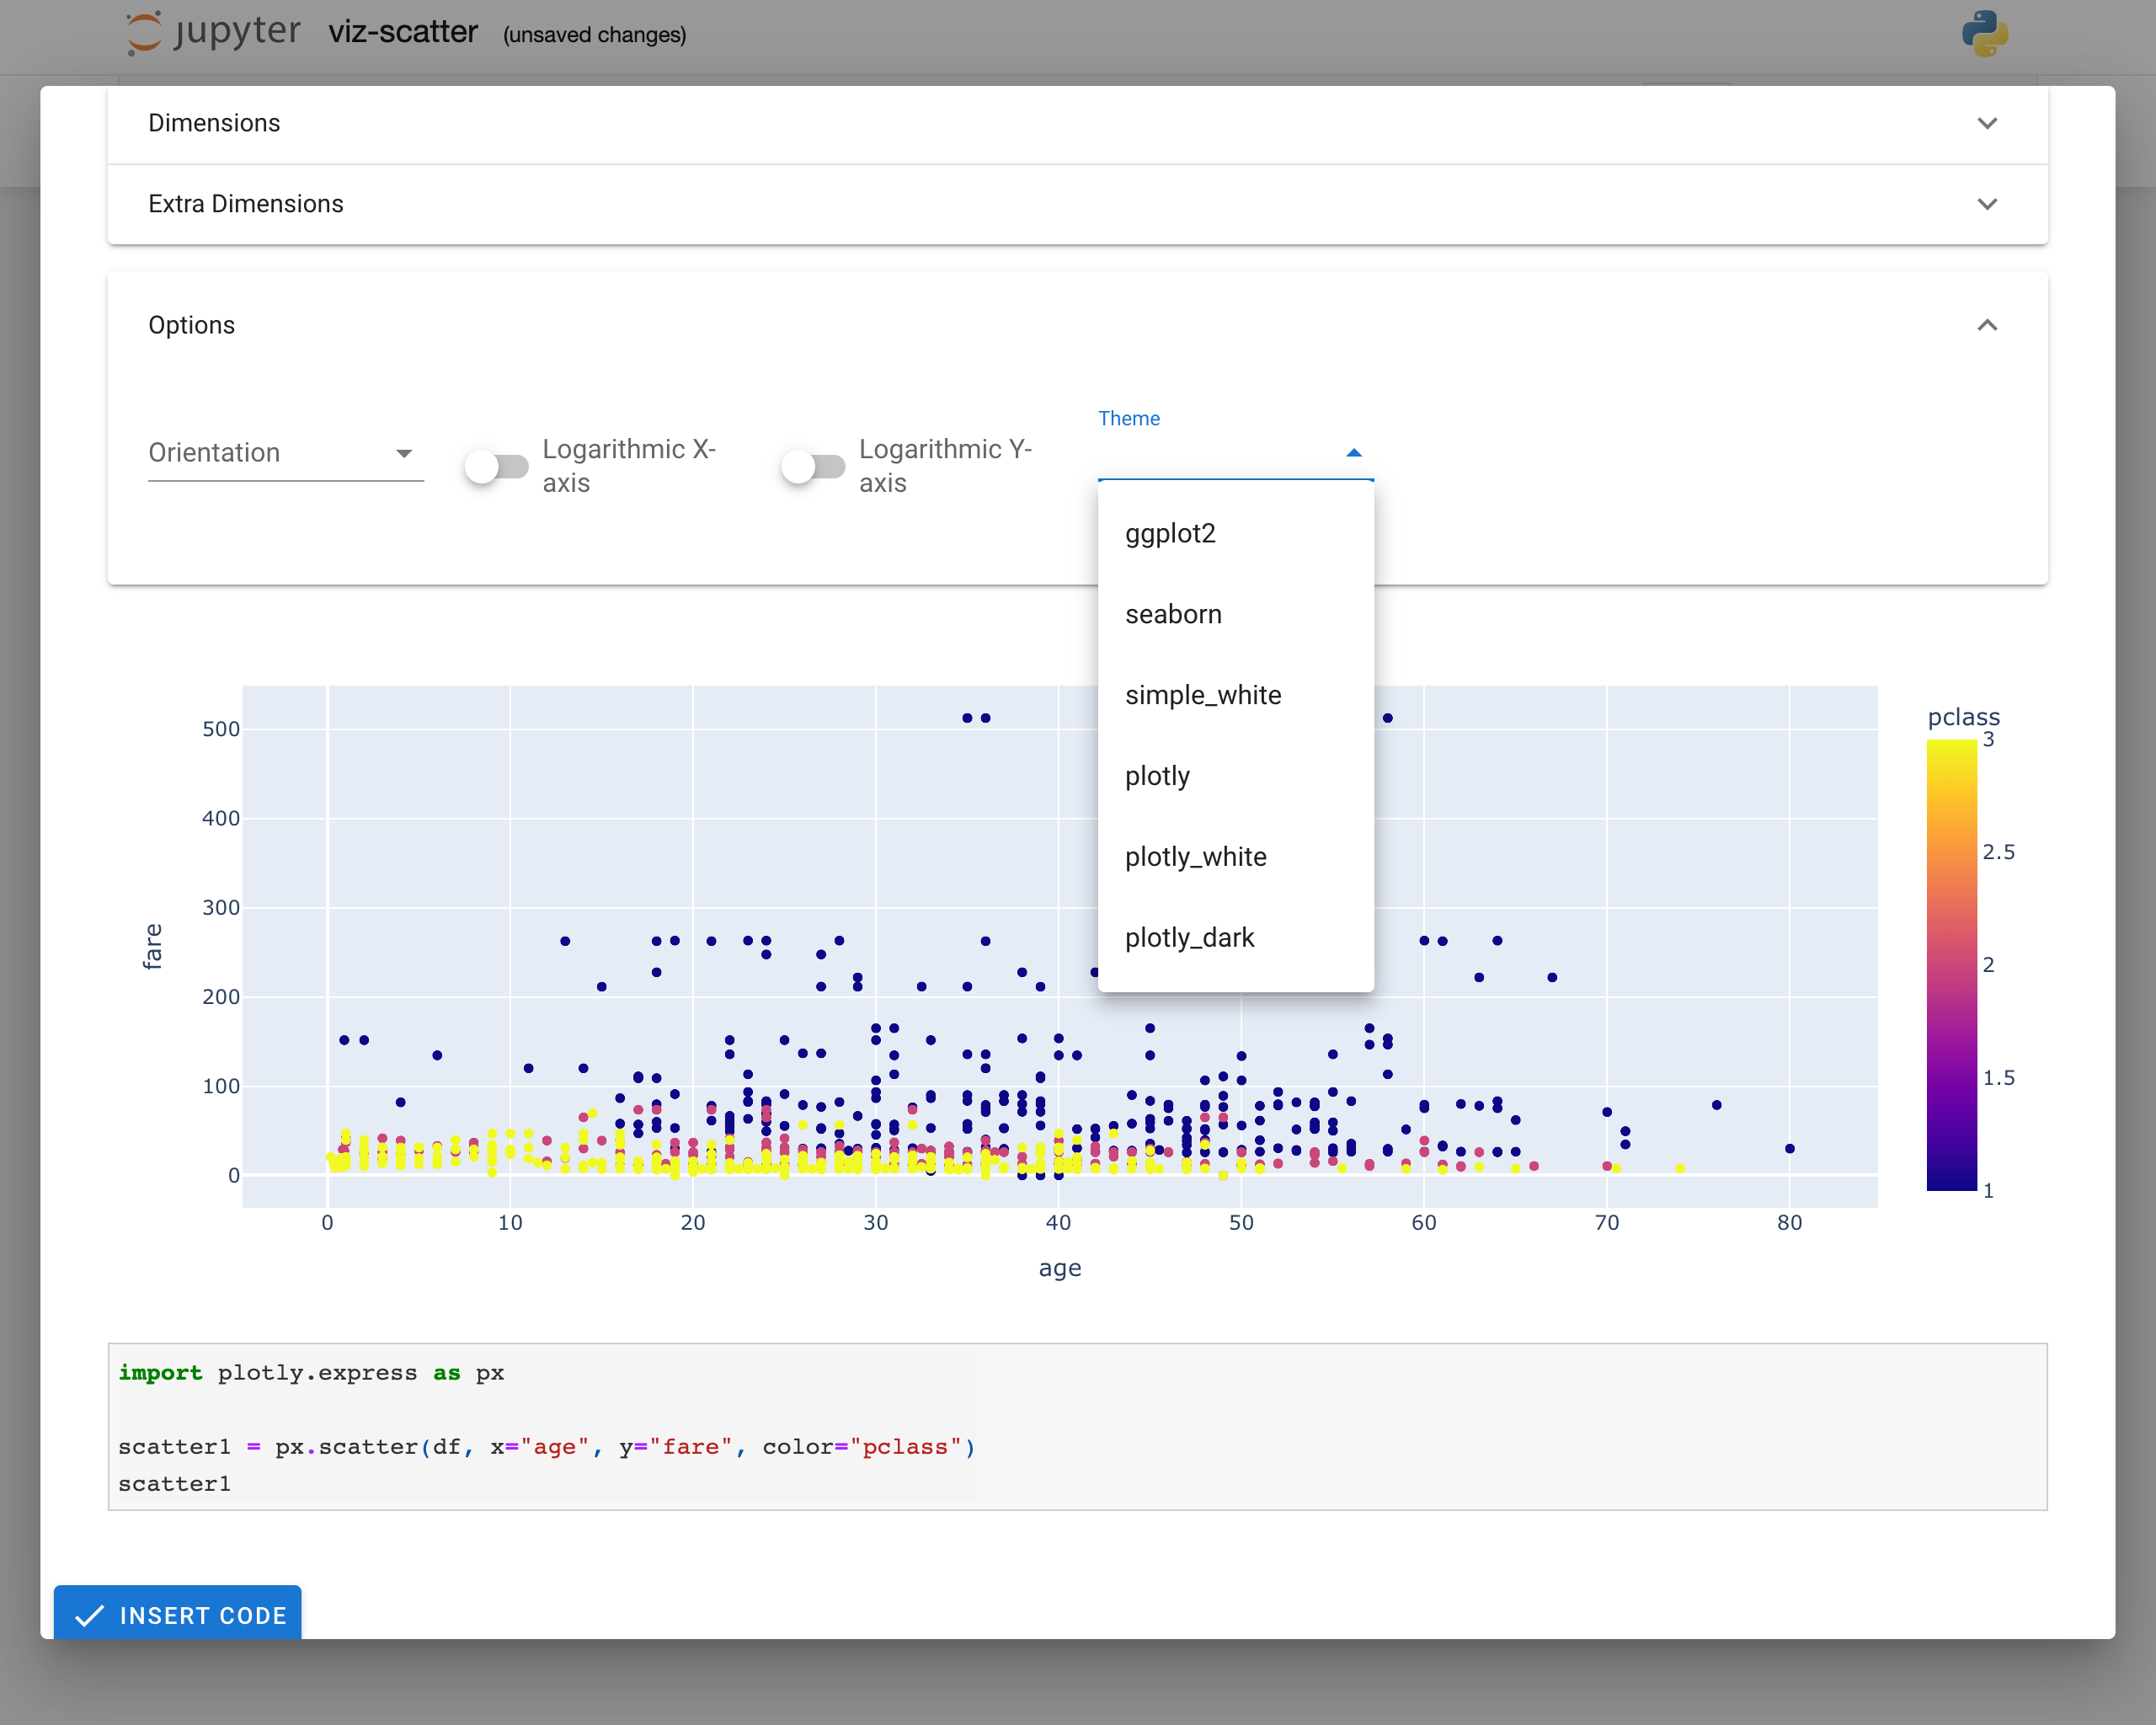 jupyter viz-scatter (unsaved changes)
Dimensions
Extra Dimensions
Options
Orientation
Logarithmic X-
axis
Logarithmic Y-
axis
Theme
ggplot2
seaborn
simple_white
plotly
plotly_white
plotly_dark
500
400
300
200
100
0
fare
0 10 20 30 40 50 60 70 80
age
pclass
3
2.5
2
1.5
1
import plotly.express as px
scatter1 = px.scatter(df, x="age", y="fare", color="pclass")
scatter1
INSERT CODE